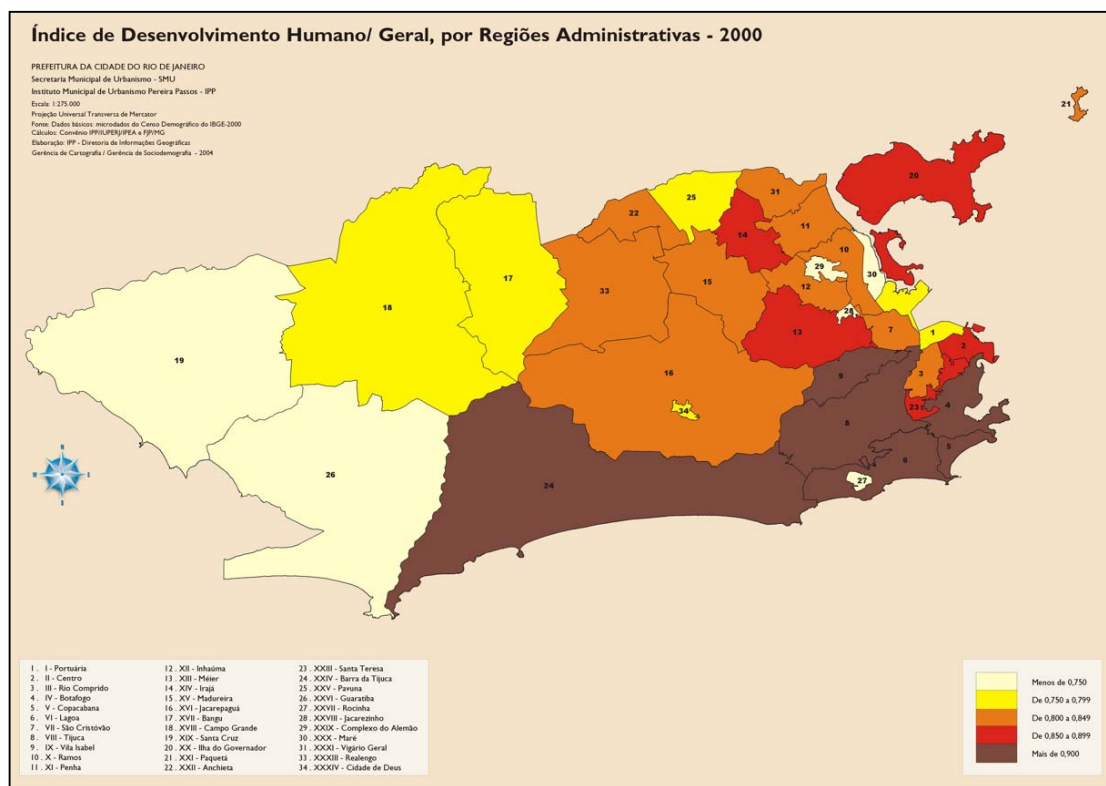 Índice de Desenvolvimento Humano/ Geral, por Regiões Administrativas - 2000
PREFEITURA DA CIDADE DO RIO DE JANEIRO
Secretaria Municipal de Urbanismo - SMU
Instituto Municipal de Urbanismo Pereira Passos - IPP
Escala: 1:275.000
Projeção Universal Transversa de Mercator
Fonte: Dados básicos: microdados do Censo Demográfico do IBGE-2000
Cálculos: Convênio IPP/IUPERJ/IPEA e FJP/MG
Elaboração: IPP - Diretoria de Informações Geográficas
Gerência de Cartografia / Gerência de Sociodemografia - 2004
21
20
31
25
22
11
14
10
29
30
17
15
33
12
18
28
7
1
13
2
19
9
16
3
34
23
4
8
5
6
26
27
24
1 . I - Portuária
2 . II - Centro
3 . III - Rio Comprido
4 . IV - Botafogo
5 . V - Copacabana
6 . VI - Lagoa
7 . VII - São Cristóvão
8 . VIII - Tijuca
9 . IX - Vila Isabel
10 . X - Ramos
11 . XI - Penha
12 . XII - Inhaúma
13 . XIII - Méier
14 . XIV - Irajá
15 . XV - Madureira
16 . XVI - Jacarepaguá
17 . XVII - Bangu
18 . XVIII - Campo Grande
19 . XIX - Santa Cruz
20 . XX - Ilha do Governador
21 . XXI - Paquetá
22 . XXII - Anchieta
23 . XXIII - Santa Teresa
24 . XXIV - Barra da Tijuca
25 . XXV - Pavuna
26 . XXVI - Guaratiba
27 . XXVII - Rocinha
28 . XXVIII - Jacarezinho
29 . XXIX - Complexo do Alemão
30 . XXX - Maré
31 . XXXI - Vigário Geral
33 . XXXIII - Realengo
34 . XXXIV - Cidade de Deus
Menos de 0,750
De 0,750 a 0,799
De 0,800 a 0,849
De 0,850 a 0,899
Mais de 0,900